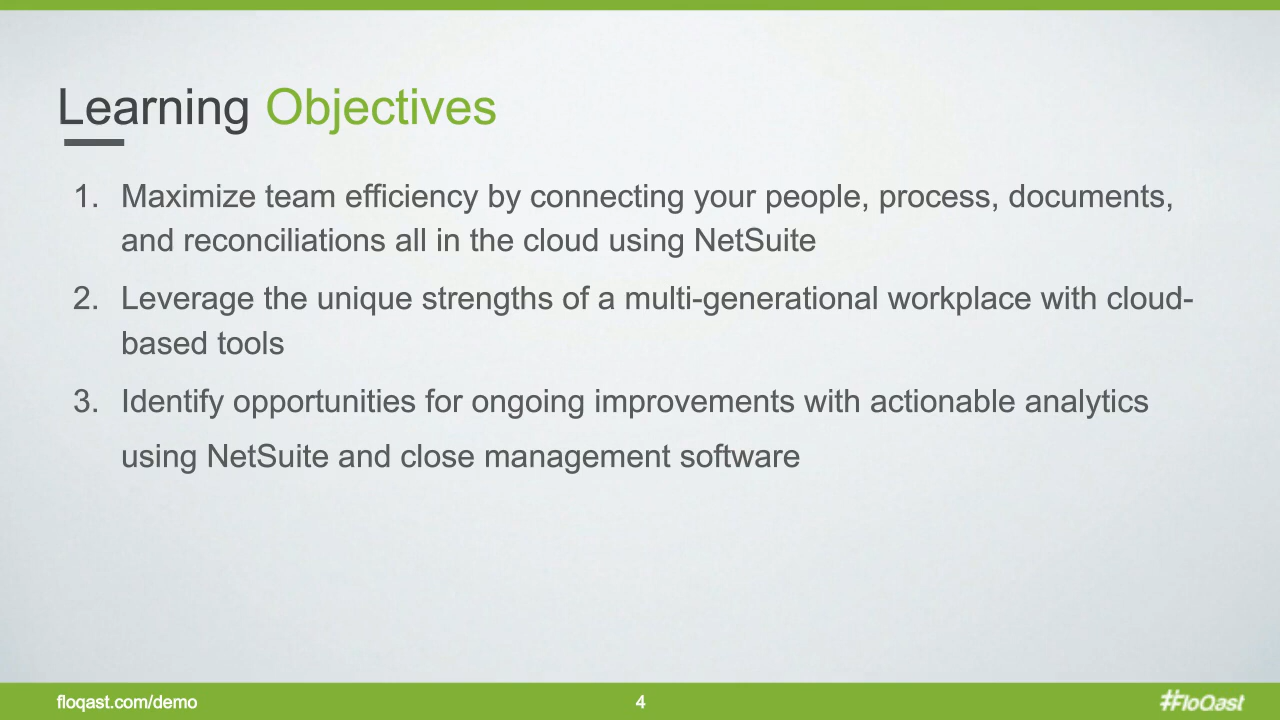 Learning Objectives
1. Maximize team efficiency by connecting your people, process, documents,
and reconciliations all in the cloud using NetSuite
2. Leverage the unique strengths of a multi-generational workplace with cloud-
based tools
3. Identify opportunities for ongoing improvements with actionable analytics
using NetSuite and close management software
floqast.com/demo
4
#FloQast